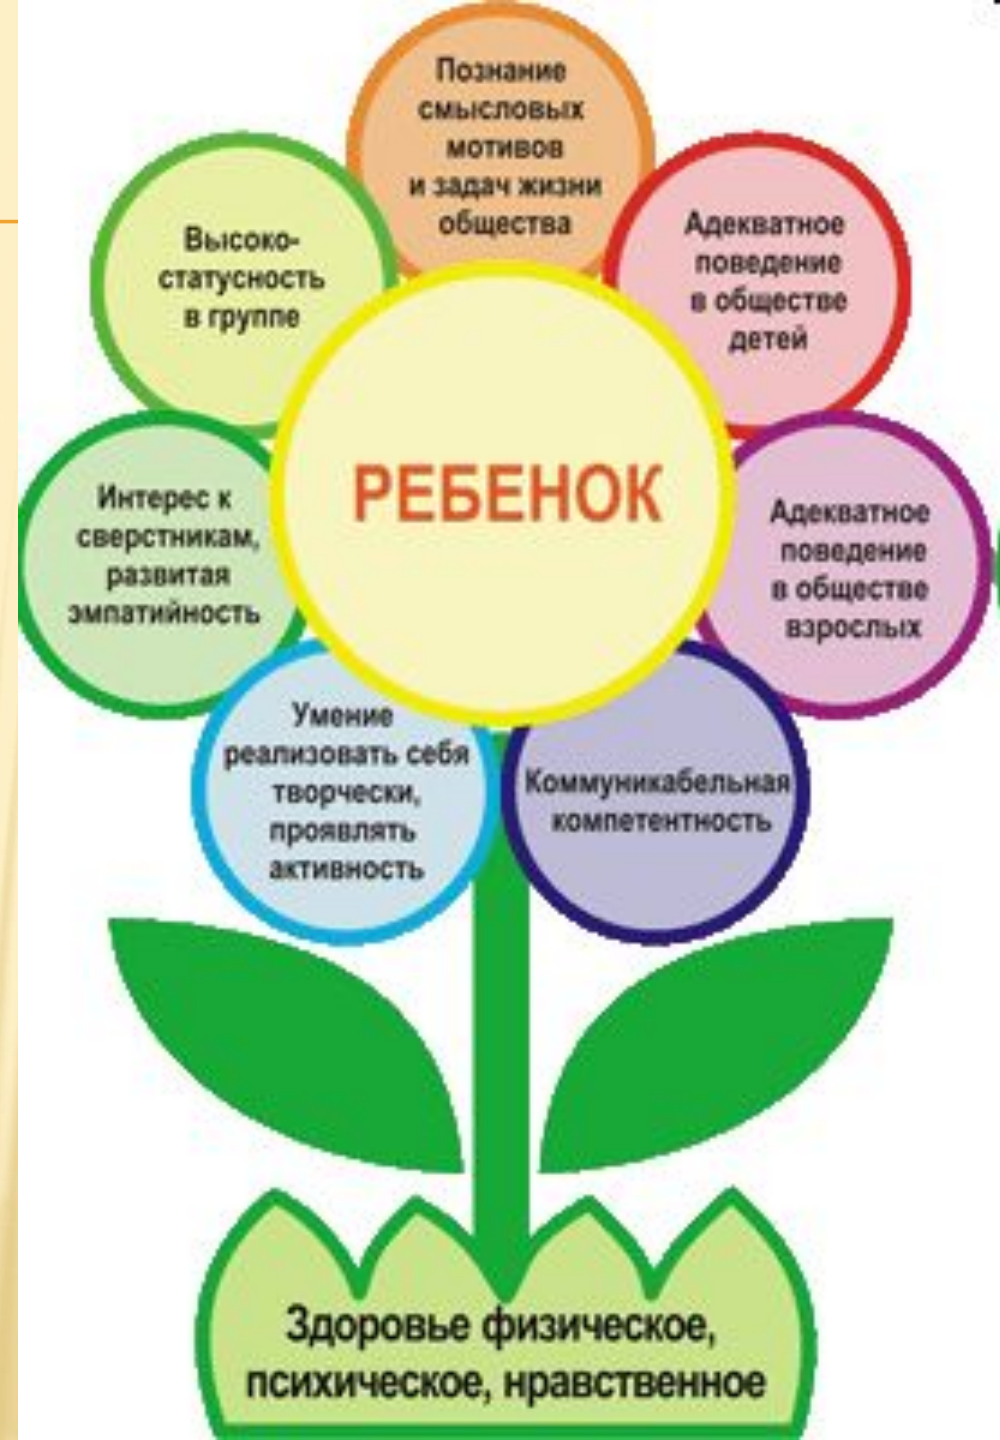 Познание
смысловых
мотивов
и задач жизни
общества
Адекватное
поведение
в обществе
детей
Адекватное
поведение
в обществе
взрослых
Коммуникабельная
компетентность
Умение
реализовать себя
творчески,
проявлять
активность
Интерес к
сверстникам,
развитая
эмпатийность
Высоко-
статусность
в группе
РЕБЕНОК
Здоровье физическое,
психическое, нравственное